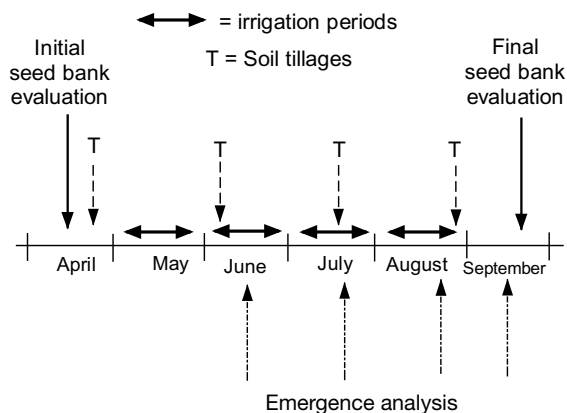 = irrigation periods
T = Soil tillages
Initial
seed bank
evaluation
Final
seed bank
evaluation
T
T
T
T
April
May
June
July
August
September
Emergence analysis